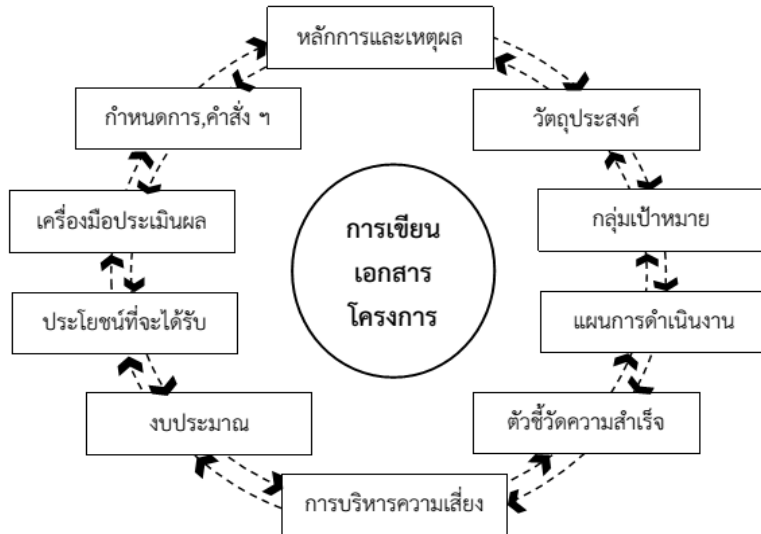 หลักการและเหตุผล
วัตถุประสงค์
กลุ่มเป้าหมาย
แผนการดำเนินงาน
ตัวชี้วัดความสำเร็จ
การบริหารความเสี่ยง
งบประมาณ
ประโยชน์ที่จะได้รับ
เครื่องมือประเมินผล
กำหนดการ,คำสั่ง ฯ
การเขียน
เอกสาร
โครงการ